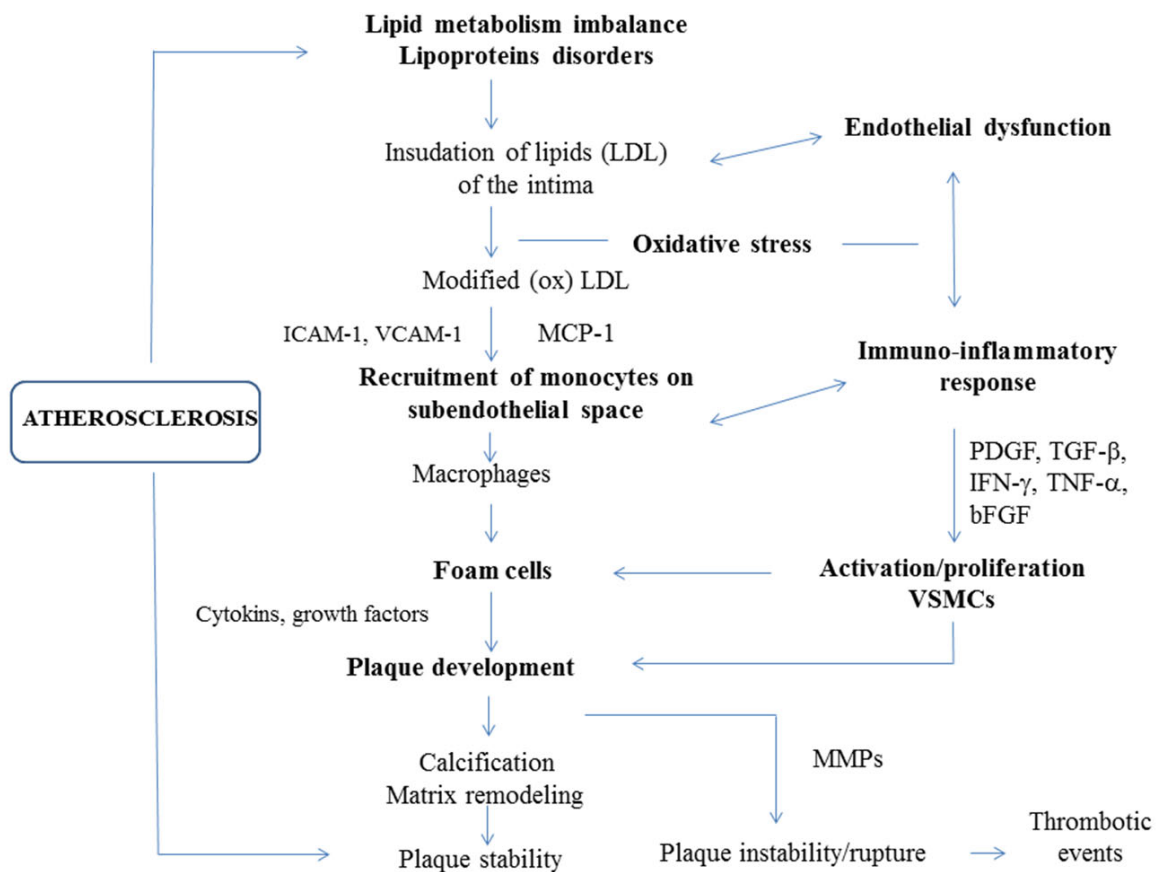 Lipid metabolism imbalance
Lipoproteins disorders
Endothelial dysfunction
Insudation of lipids (LDL)
of the intima
Oxidative stress
Modified (ox) LDL
ICAM-1, VCAM-1
MCP-1
Immuno-inflammatory
response
Recruitment of monocytes on
subendothelial space
ATHEROSCLEROSIS
Macrophages
PDGF, TGF-β,
IFN-γ, TNF-α,
bFGF
Foam cells
Activation/proliferation
VSMCs
Cytokins, growth factors
Plaque development
Calcification
Matrix remodeling
MMPs
Plaque stability
Plaque instability/rupture
Thrombotic
events